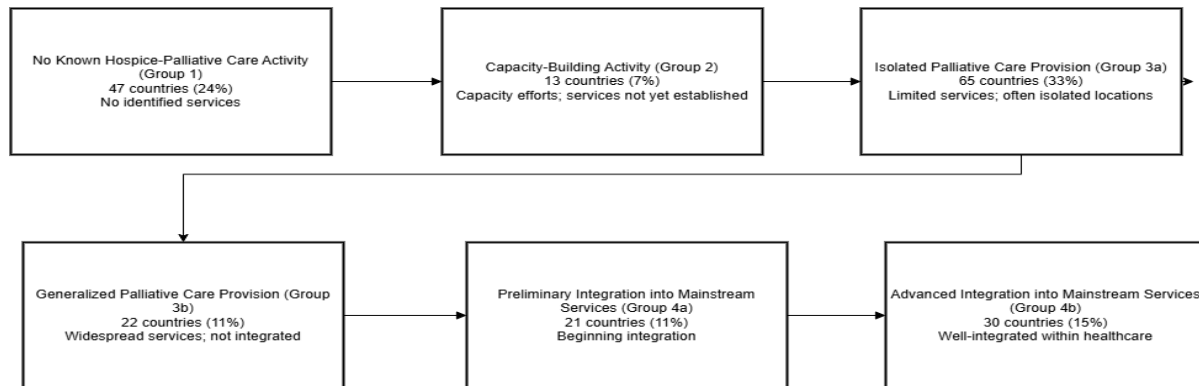 No Known Hospice-Palliative Care Activity
(Group 1)
47 countries (24%)
No identified services
Capacity-Building Activity (Group 2)
13 countries (7%)
Capacity efforts; services not yet established
Isolated Palliative Care Provision (Group 3a)
65 countries (33%)
Limited services; often isolated locations
Generalized Palliative Care Provision (Group
3b)
22 countries (11%)
Widespread services; not integrated
Preliminary Integration into Mainstream
Services (Group 4a)
21 countries (11%)
Beginning integration
Advanced Integration into Mainstream Services
(Group 4b)
30 countries (15%)
Well-integrated within healthcare